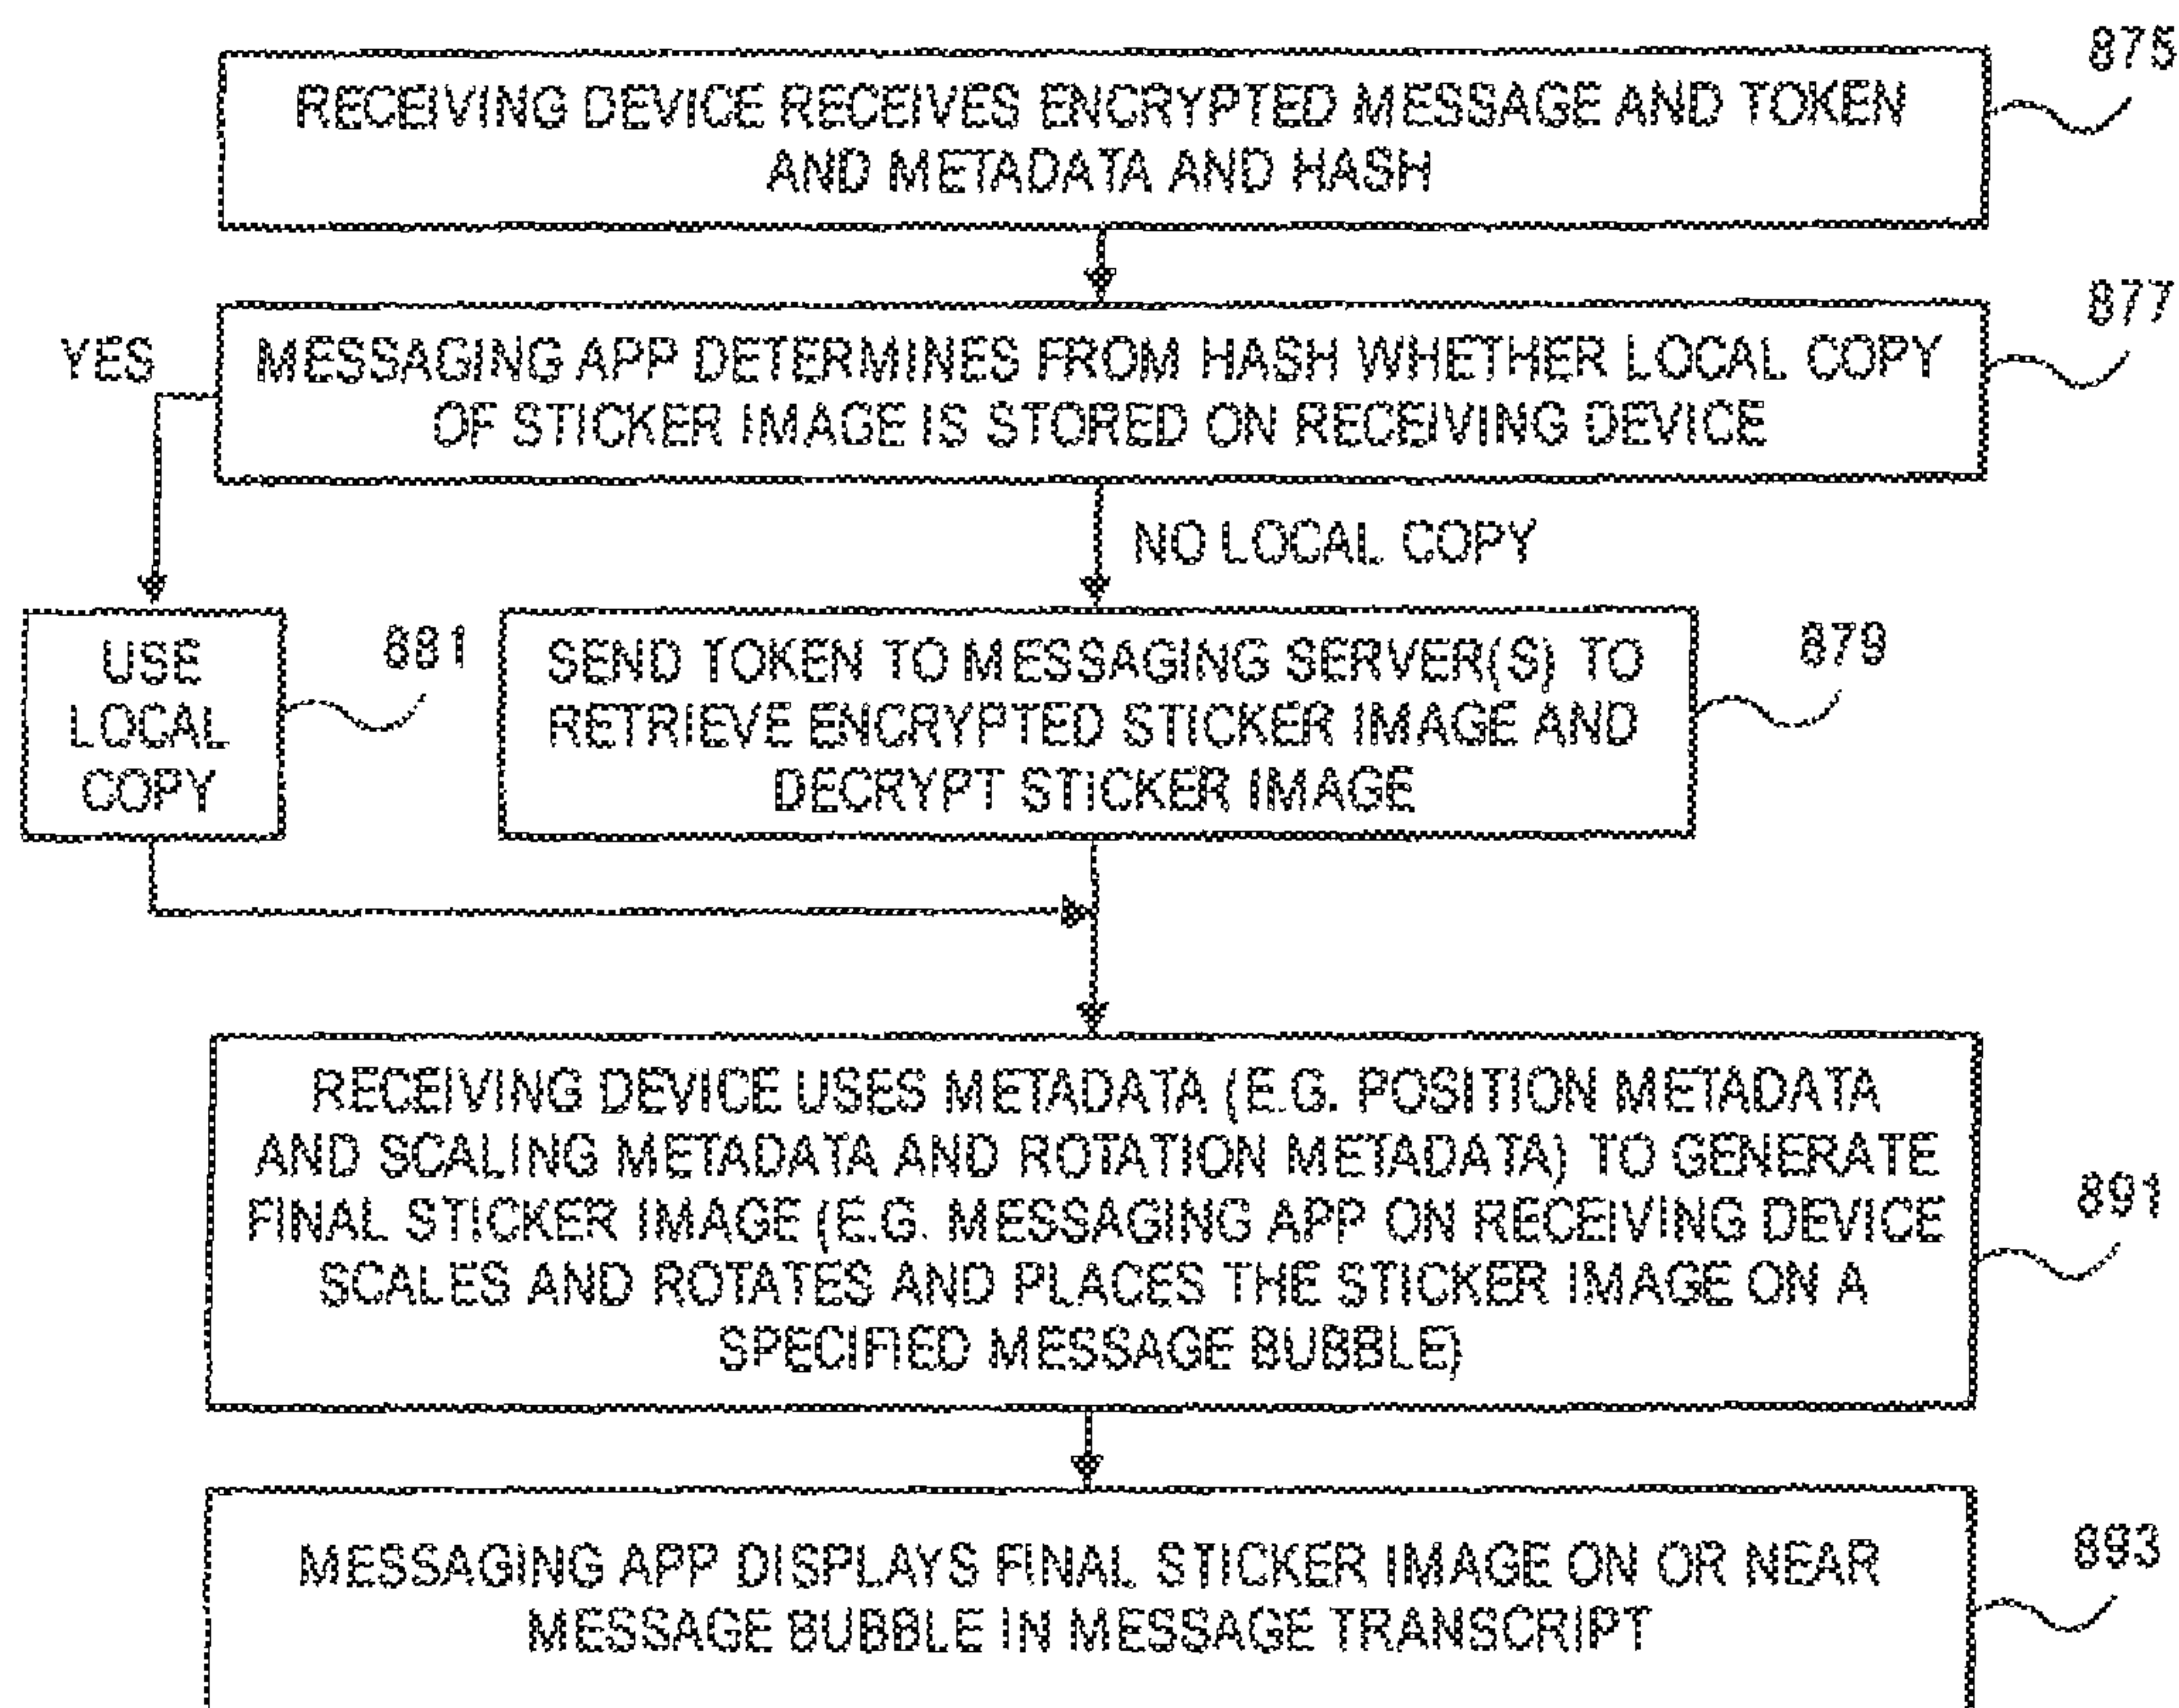 875
RECEIVING DEVICE RECEIVES ENCRYPTED MESSAGE AND TOKEN
AND METADATA AND HASH
877
YES
MESSAGING APP DETERMINES FROM HASH WHETHER LOCAL COPY
OF STICKER IMAGE IS STORED ON RECEIVING DEVICE
NO LOCAL COPY
USE
LOCAL
COPY
881
SEND TOKEN TO MESSAGING SERVER(S) TO
RETRIEVE ENCRYPTED STICKER IMAGE AND
DECRYPT STICKER IMAGE
879
RECEIVING DEVICE USES METADATA (E.G. POSITION METADATA
AND SCALING METADATA AND ROTATION METADATA) TO GENERATE
FINAL STICKER IMAGE (E.G. MESSAGING APP ON RECEIVING DEVICE
SCALES AND ROTATES AND PLACES THE STICKER IMAGE ON A
SPECIFIED MESSAGE BUBBLE)
891
MESSAGING APP DISPLAYS FINAL STICKER IMAGE ON OR NEAR
MESSAGE BUBBLE IN MESSAGE TRANSCRIPT
893